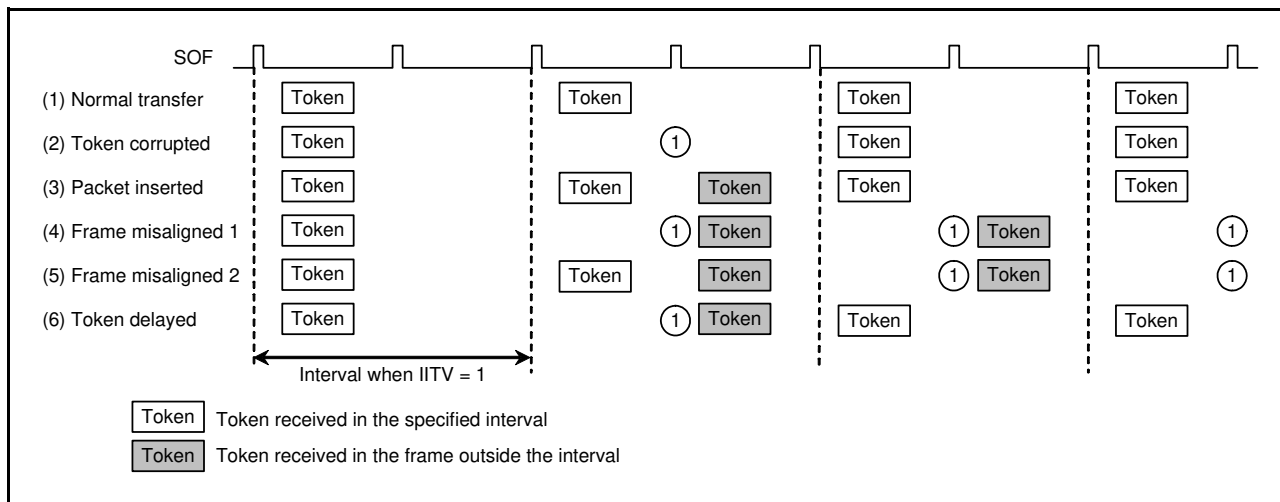 SOF
(1) Normal transfer Token Token Token Token
(2) Token corrupted Token 1 Token Token
(3) Packet inserted Token Token Token Token Token
(4) Frame misaligned 1 Token 1 Token 1 Token 1
(5) Frame misaligned 2 Token Token Token 1 Token 1
(6) Token delayed Token 1 Token Token Token
Interval when IITV = 1
Token Token received in the specified interval
Token Token received in the frame outside the interval